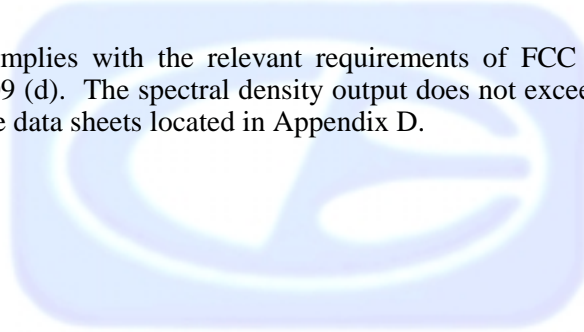 mplies with the relevant requirements of FCC
9 (d). The spectral density output does not exceed
e data sheets located in Appendix D.